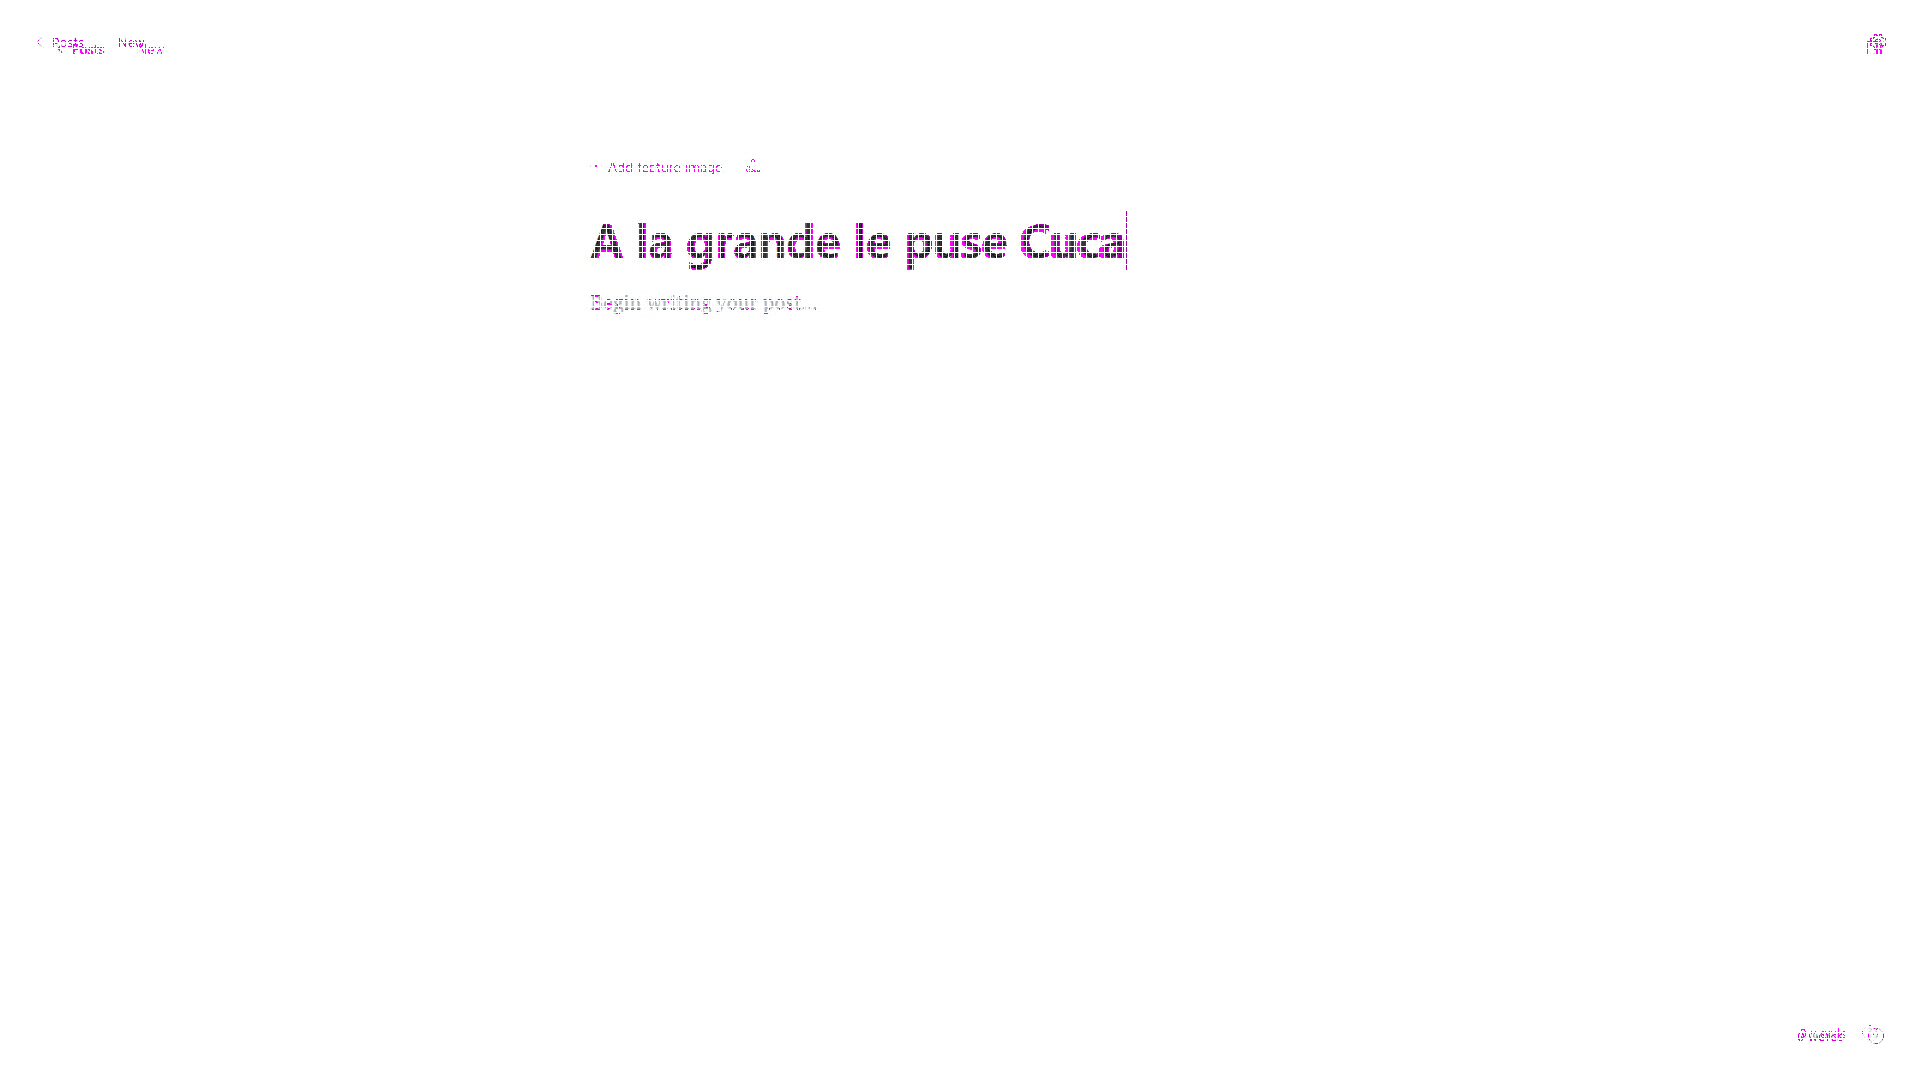 Posts New
Add feature image
A la grande le puse Cuca
Begin writing your post...
0 words